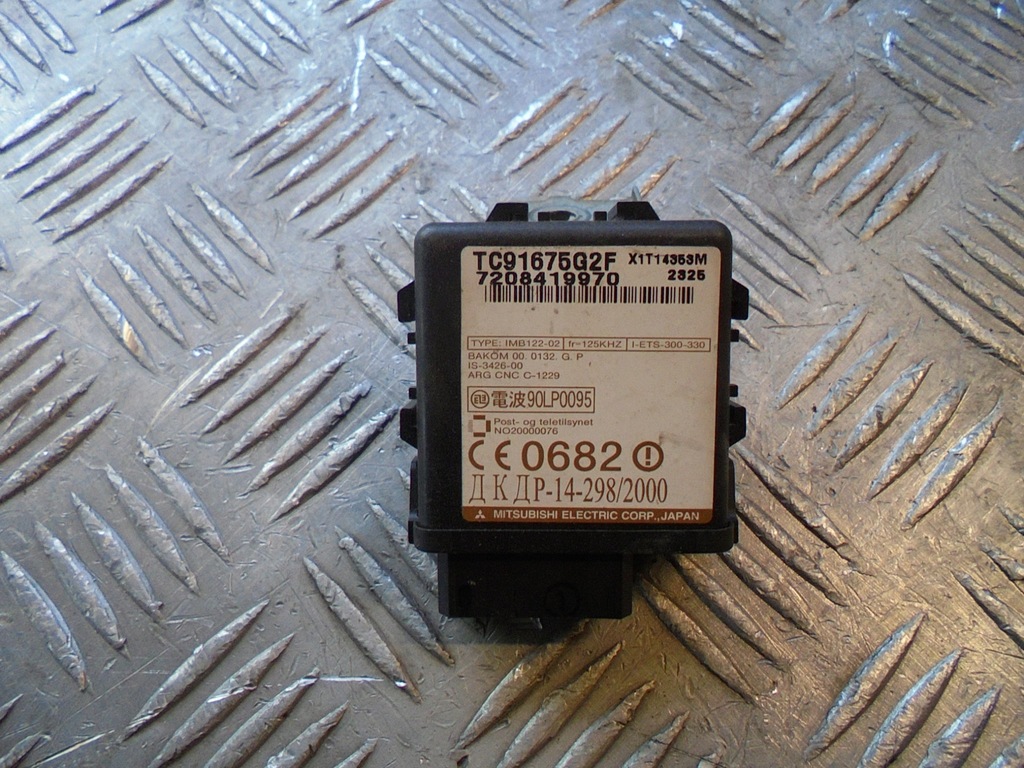 TC91675G2F X1T14353M
7208419970 2325
TYPE: IMB122-02 fr=125KHZ I-ETS-300-330
BAKOM 00. 0132. G. P
IS-3426-00
ARG CNC C-1229
電波90LP0095
Post- og teletilsynet
NO20000076
CE 0682
ДКДР-14-298/2000
MITSUBISHI ELECTRIC CORP., JAPAN